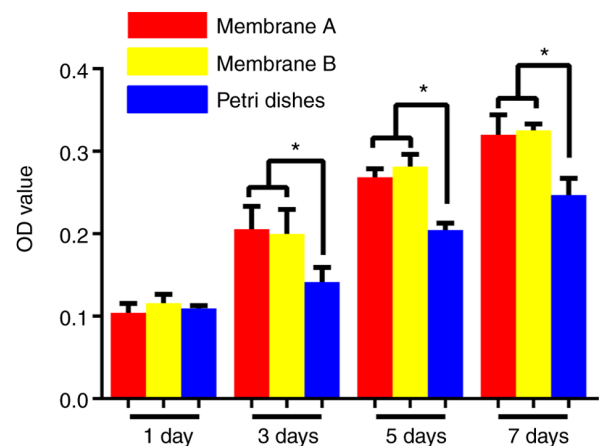 Membrane A
Membrane B
Petri dishes
OD value
0.4
0.3
0.2
0.1
0.0
*
*
*
1 day
3 days
5 days
7 days